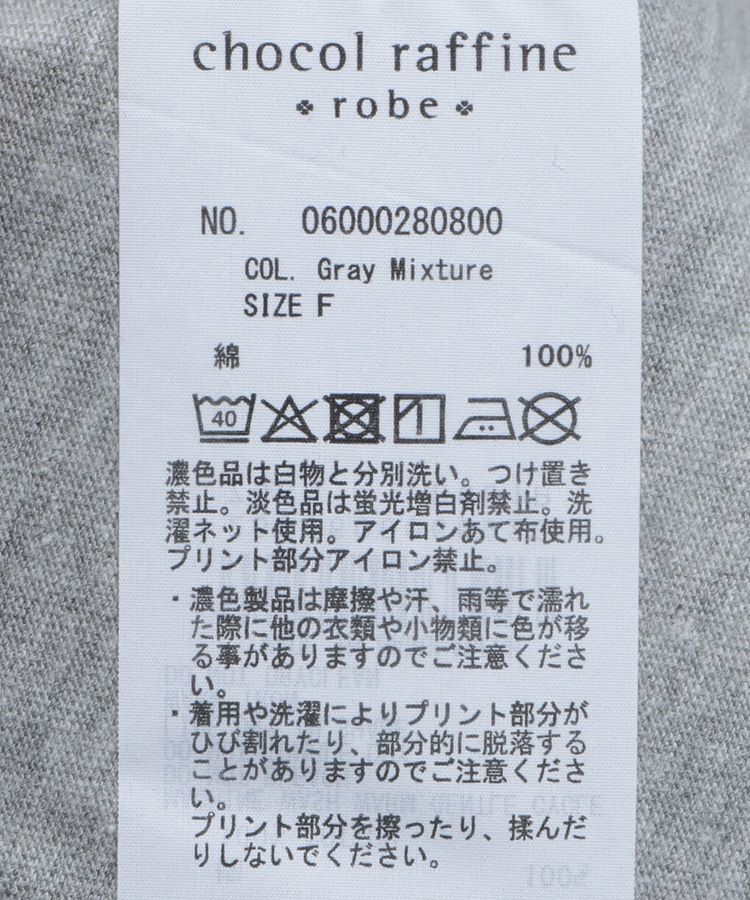 chocol raffine
robe
NO. 06000280800
COL. Gray Mixture
SIZE F
綿 100%
40
濃色品は白物と分別洗い。つけ置き
禁止。淡色品は蛍光増白剤禁止。洗
濯ネット使用。アイロンあて布使用。
プリント部分アイロン禁止。
・濃色製品は摩擦や汗、雨等で濡れ
た際に他の衣類や小物類に色が移
る事がありますのでご注意くださ
い。
・着用や洗濯によりプリント部分が
ひび割れたり、部分的に脱落する
ことがありますのでご注意くださ
い。
プリント部分を擦ったり、揉んだ
りしないでください。